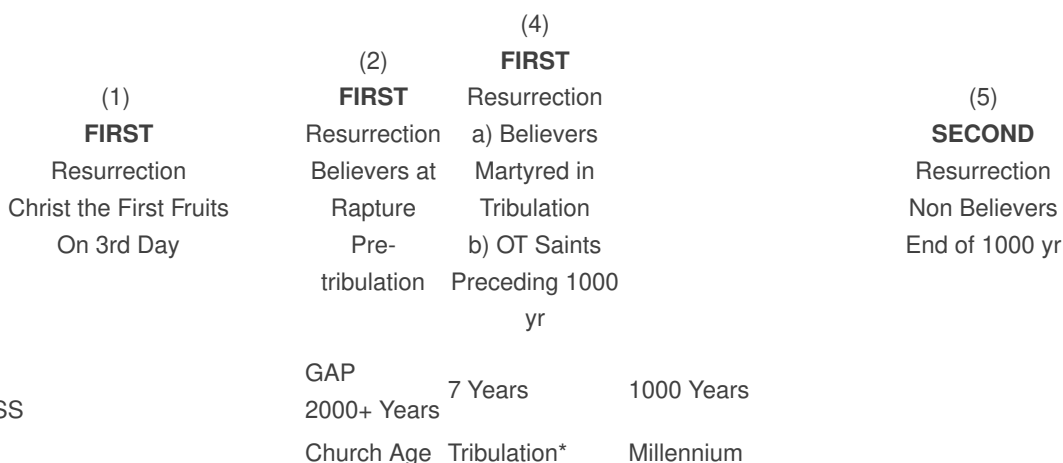 (1)
FIRST
Resurrection
Christ the First Fruits
On 3rd Day
(2)
FIRST
Resurrection
Believers at
Rapture
Pre-
tribulation
(4)
FIRST
Resurrection
a) Believers
Martyred in
Tribulation
b) OT Saints
Preceding 1000
yr
(5)
SECOND
Resurrection
Non Believers
End of 1000 yr
SS
GAP
2000+ Years
7 Years
1000 Years
Church Age
Tribulation*
Millennium